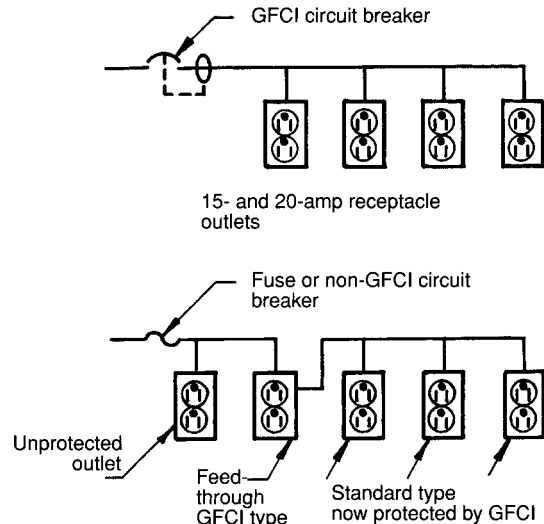 GFCI circuit breaker
15- and 20-amp receptacle
outlets
Fuse or non-GFCI circuit
breaker
Unprotected
outlet
Feed-
through
GFCI type
Standard type
now protected by GFCI